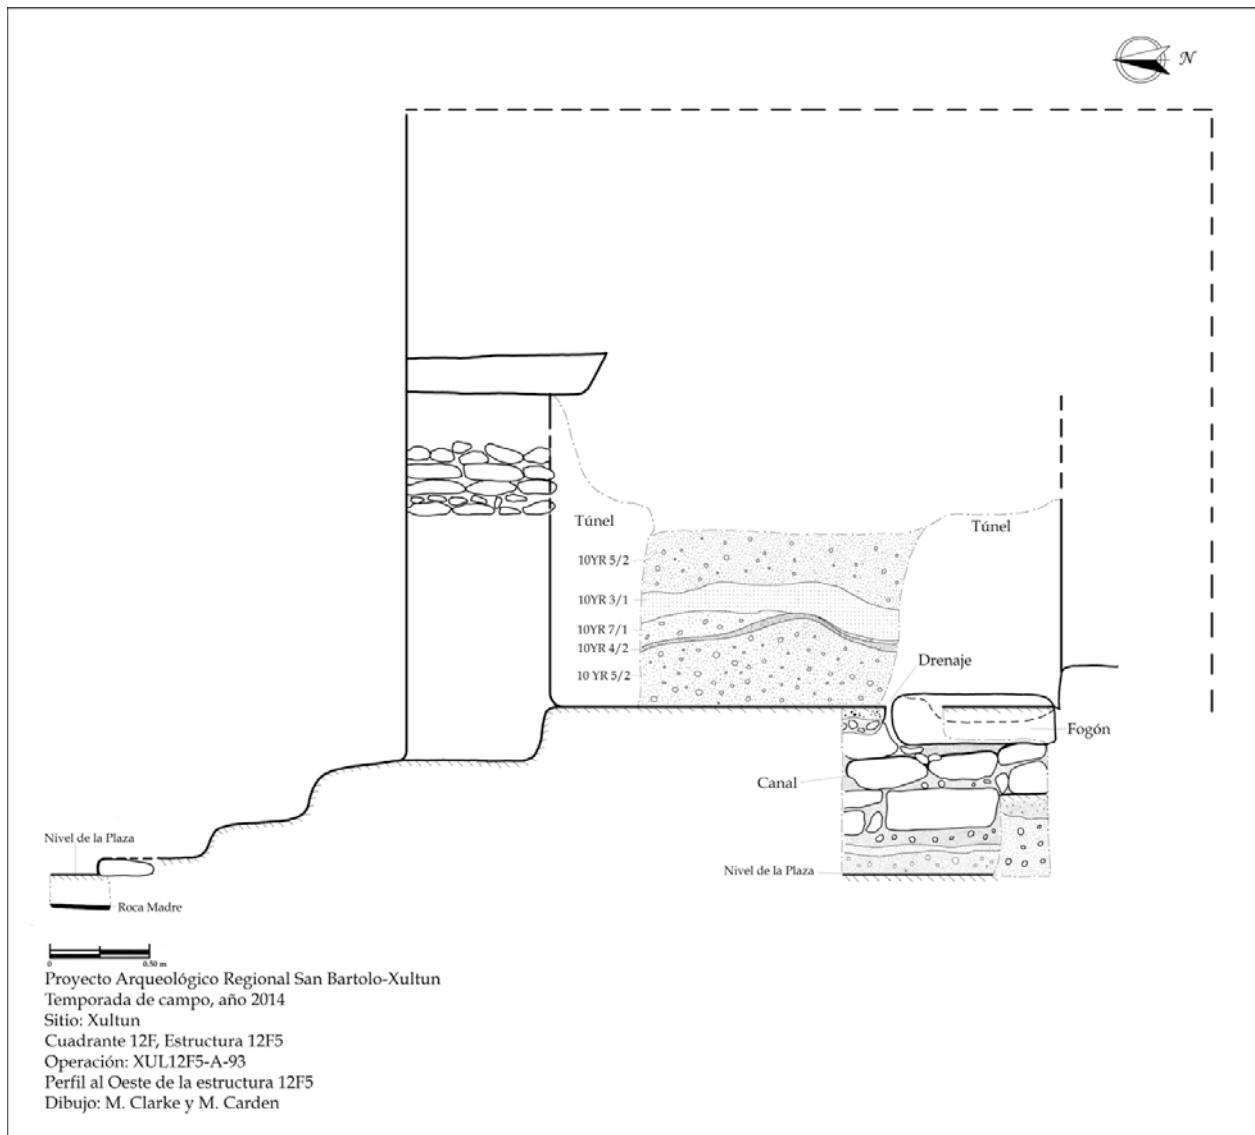 N
Túnel
Túnel
10YR 5/2
10YR 3/1
10YR 7/1
10YR 4/2
10 YR 5/2
Drenaje
Fogón
Canal
Nivel de la Plaza
Nivel de la Plaza
Roca Madre
0 0.50 m
Proyecto Arqueológico Regional San Bartolo-Xultun
Temporada de campo, año 2014
Sitio: Xultun
Cuadrante 12F, Estructura 12F5
Operación: XUL12F5-A-93
Perfil al Oeste de la estructura 12F5
Dibujo: M. Clarke y M. Carden